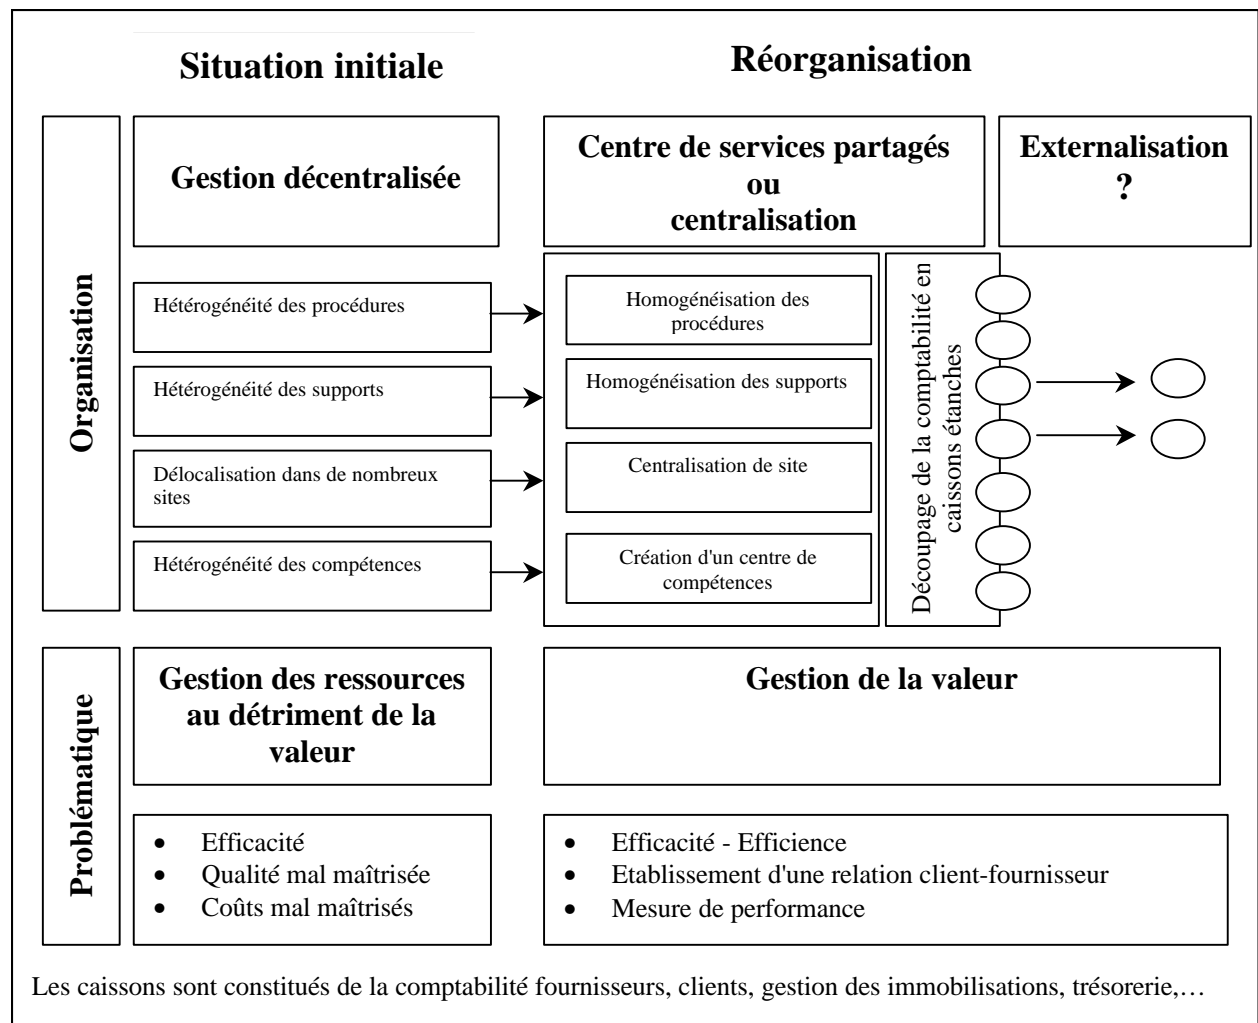 Situation initiale
Réorganisation
Organisation
Gestion décentralisée
Centre de services partagés
ou
centralisation
Externalisation
?
Hétérogénéité des procédures
Homogénéisation des
procédures
Hétérogénéité des supports
Homogénéisation des supports
Délocalisation dans de nombreux
sites
Centralisation de site
Hétérogénéité des compétences
Création d'un centre de
compétences
Découpage de la comptabilité en
caissons étanches
Problématique
Gestion des ressources
au détriment de la
valeur
Gestion de la valeur
• Efficacité
• Qualité mal maîtrisée
• Coûts mal maîtrisés
• Efficacité - Efficience
• Etablissement d'une relation client-fournisseur
• Mesure de performance
Les caissons sont constitués de la comptabilité fournisseurs, clients, gestion des immobilisations, trésorerie,…